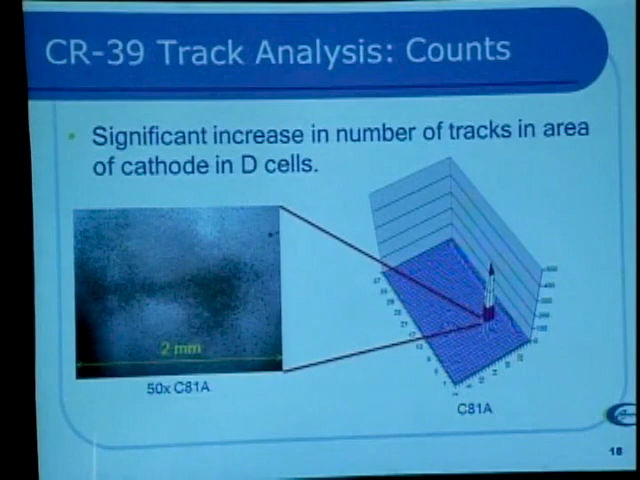 CR-39 Track Analysis: Counts
Significant increase in number of tracks in area
of cathode in D cells.
2 mm
50x C81A
C81A
18